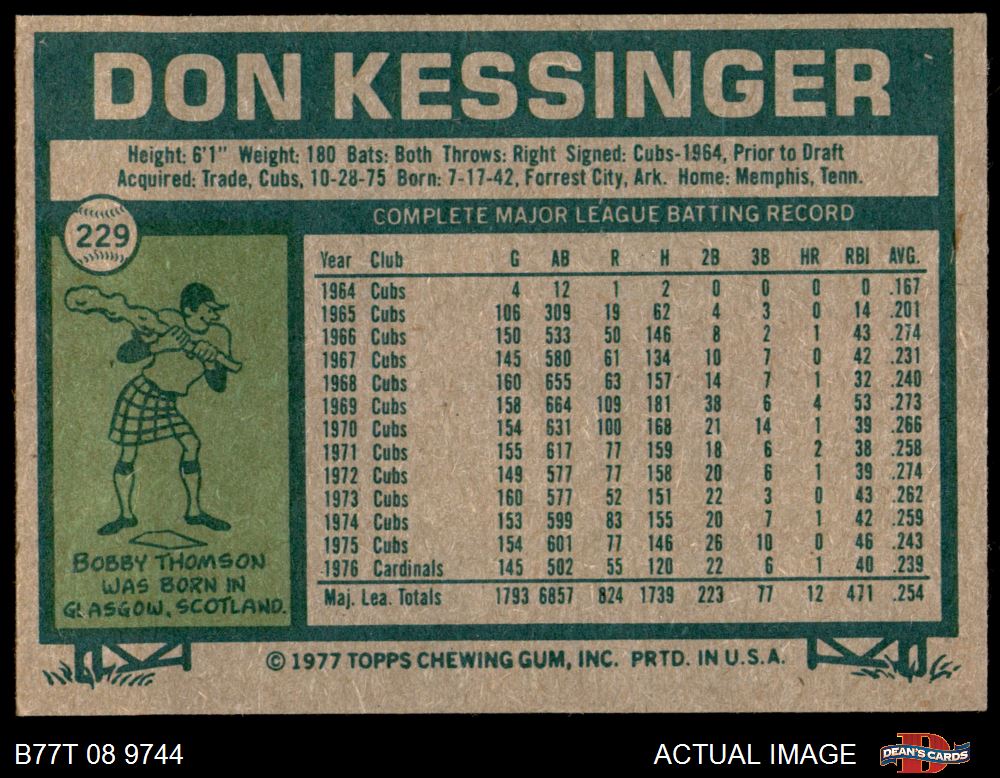 DON KESSINGER
Height: 6'1" Weight: 180 Bats: Both Throws: Right Signed: Cubs-1964, Prior to Draft
Acquired: Trade, Cubs, 10-28-75 Born: 7-17-42, Forrest City, Ark. Home: Memphis, Tenn.
229
COMPLETE MAJOR LEAGUE BATTING RECORD
Year Club G AB R H 2B 3B HR RBI AVG.
1964 Cubs 4 12 1 2 0 0 0 0 .167
1965 Cubs 106 309 19 62 4 3 0 14 .201
1966 Cubs 150 533 50 146 8 2 1 43 .274
1967 Cubs 145 580 61 134 10 7 0 42 .231
1968 Cubs 160 655 63 157 14 7 1 32 .240
1969 Cubs 158 664 109 181 38 6 4 53 .273
1970 Cubs 154 631 100 168 21 14 1 39 .266
1971 Cubs 155 617 77 159 18 6 2 38 .258
1972 Cubs 149 577 77 158 20 6 1 39 .274
1973 Cubs 160 577 52 151 22 3 0 43 .262
1974 Cubs 153 599 83 155 20 7 1 42 .259
1975 Cubs 154 601 77 146 26 10 0 46 .243
1976 Cardinals 145 502 55 120 22 6 1 40 .239
Maj. Lea. Totals 1793 6857 824 1739 223 77 12 471 .254
BOBBY THOMSON
WAS BORN IN
GLASGOW, SCOTLAND.
© 1977 TOPPS CHEWING GUM, INC. PRTD. IN U.S.A.
B77T 08 9744
ACTUAL IMAGE
D
DEAN'S CARDS